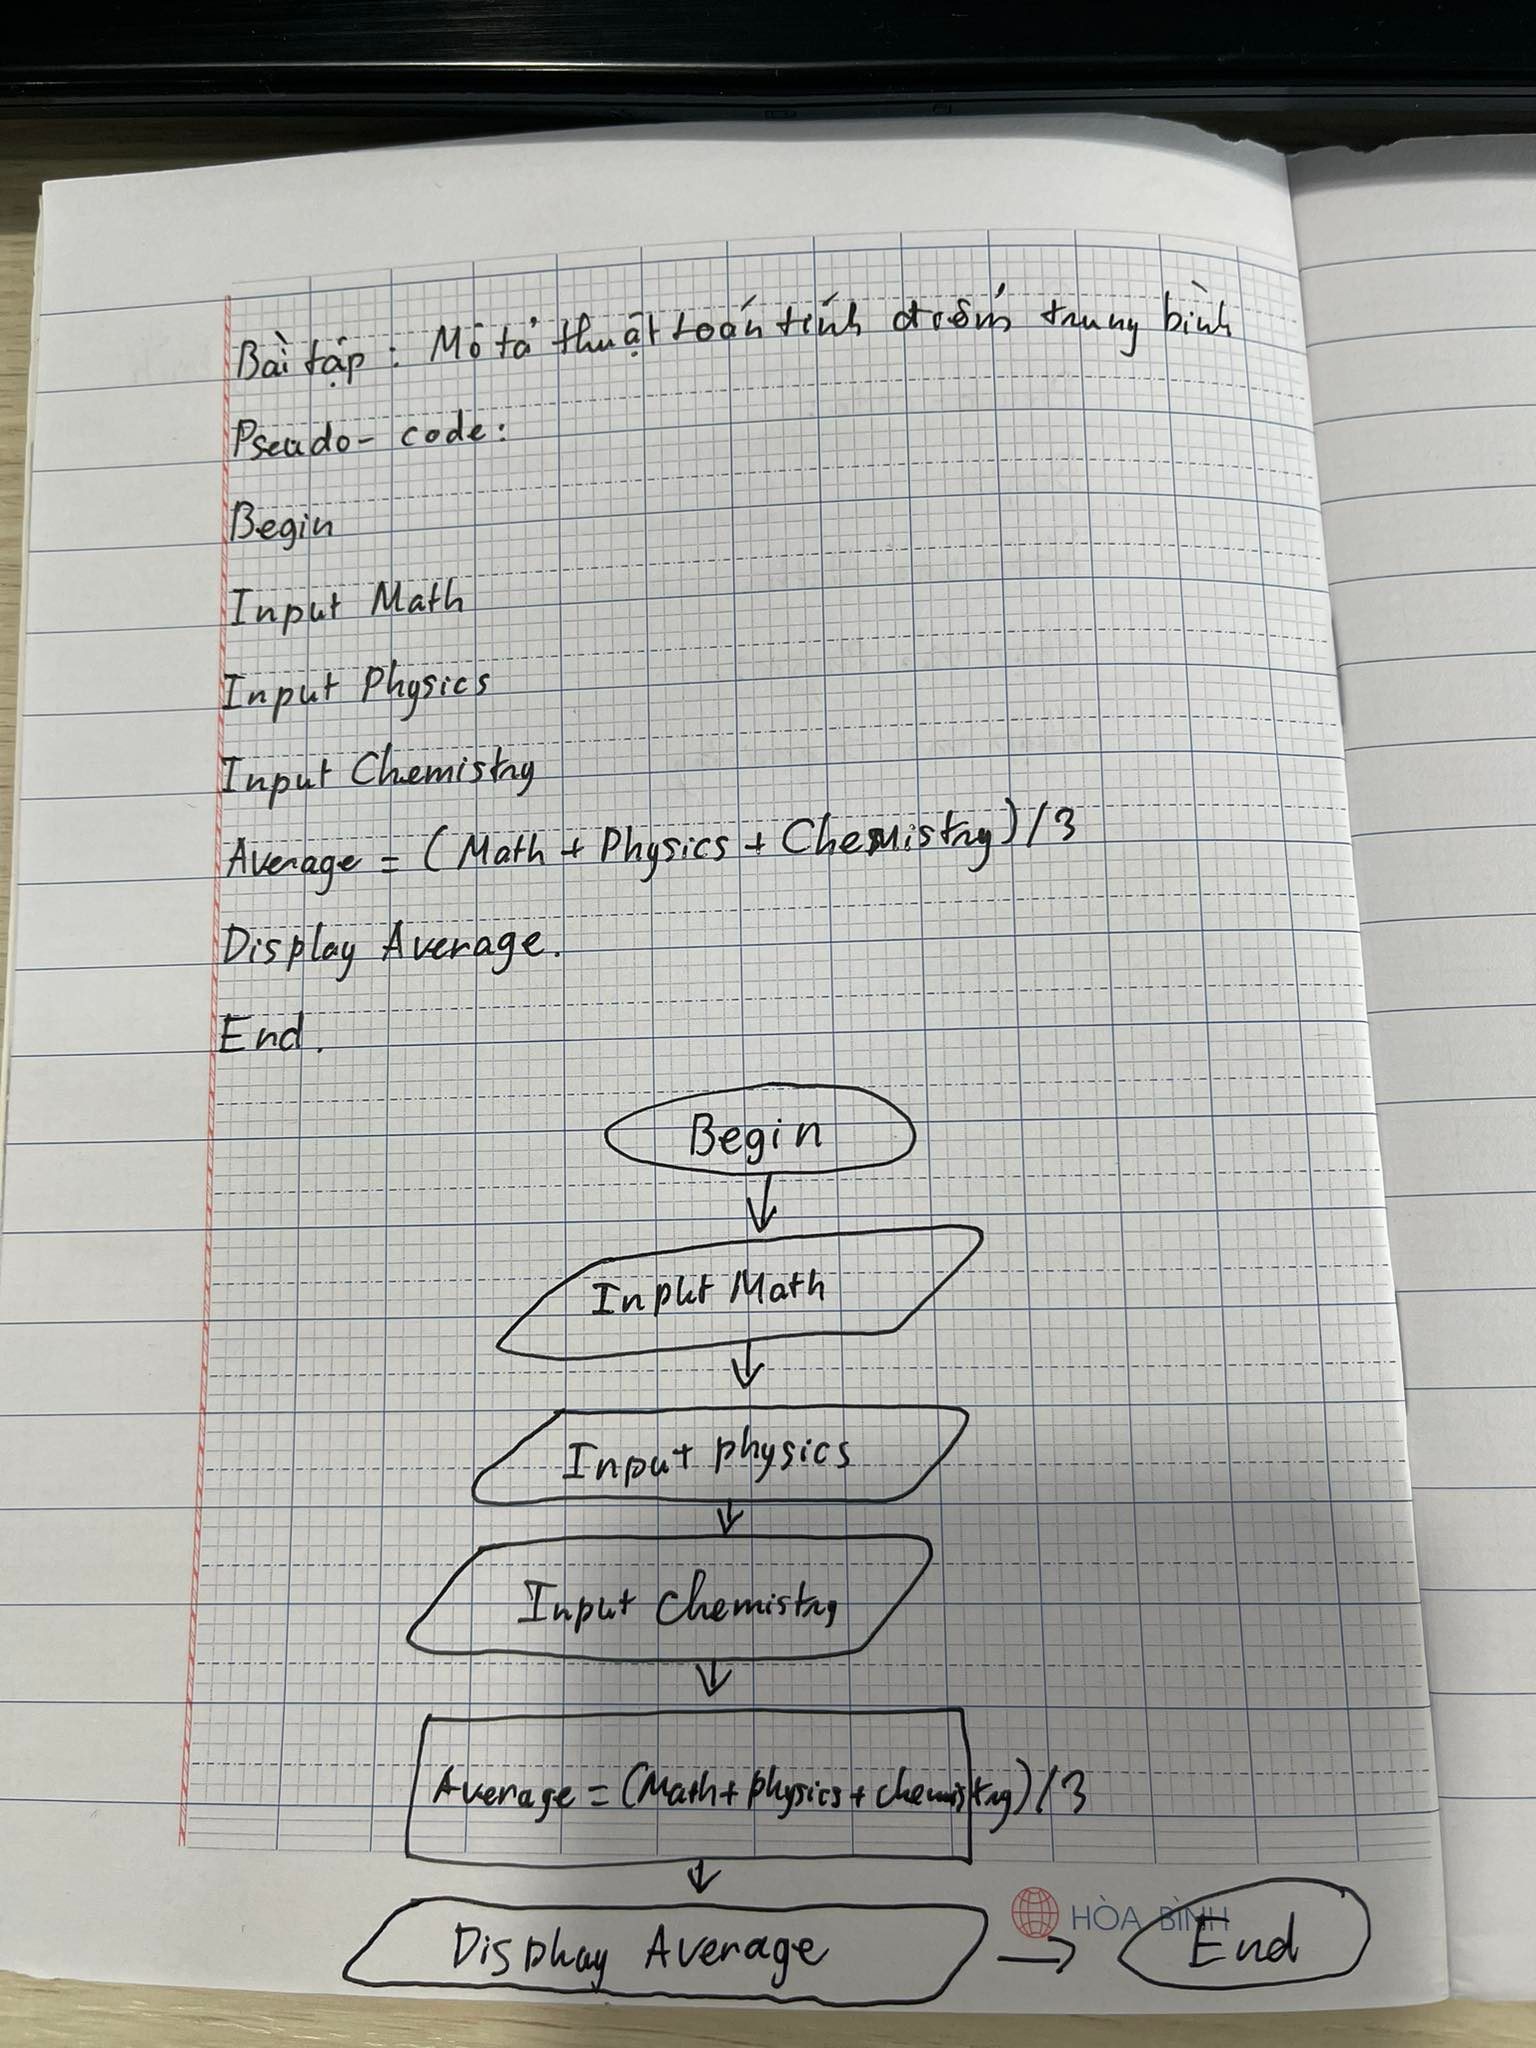 Bài tập : Mô tả thuật toán tính điểm trung bình
Pseudo- code:
Begin
Input Math
Input Physics
Input Chemistry
Average = (Math + Physics + Chemistry)/3
Display Average.
End.
Begin
Input Math
Input physics
Input Chemistry
Average = (Math + physics + chemistry)/3
Display Average
HÒA BÌNH
End